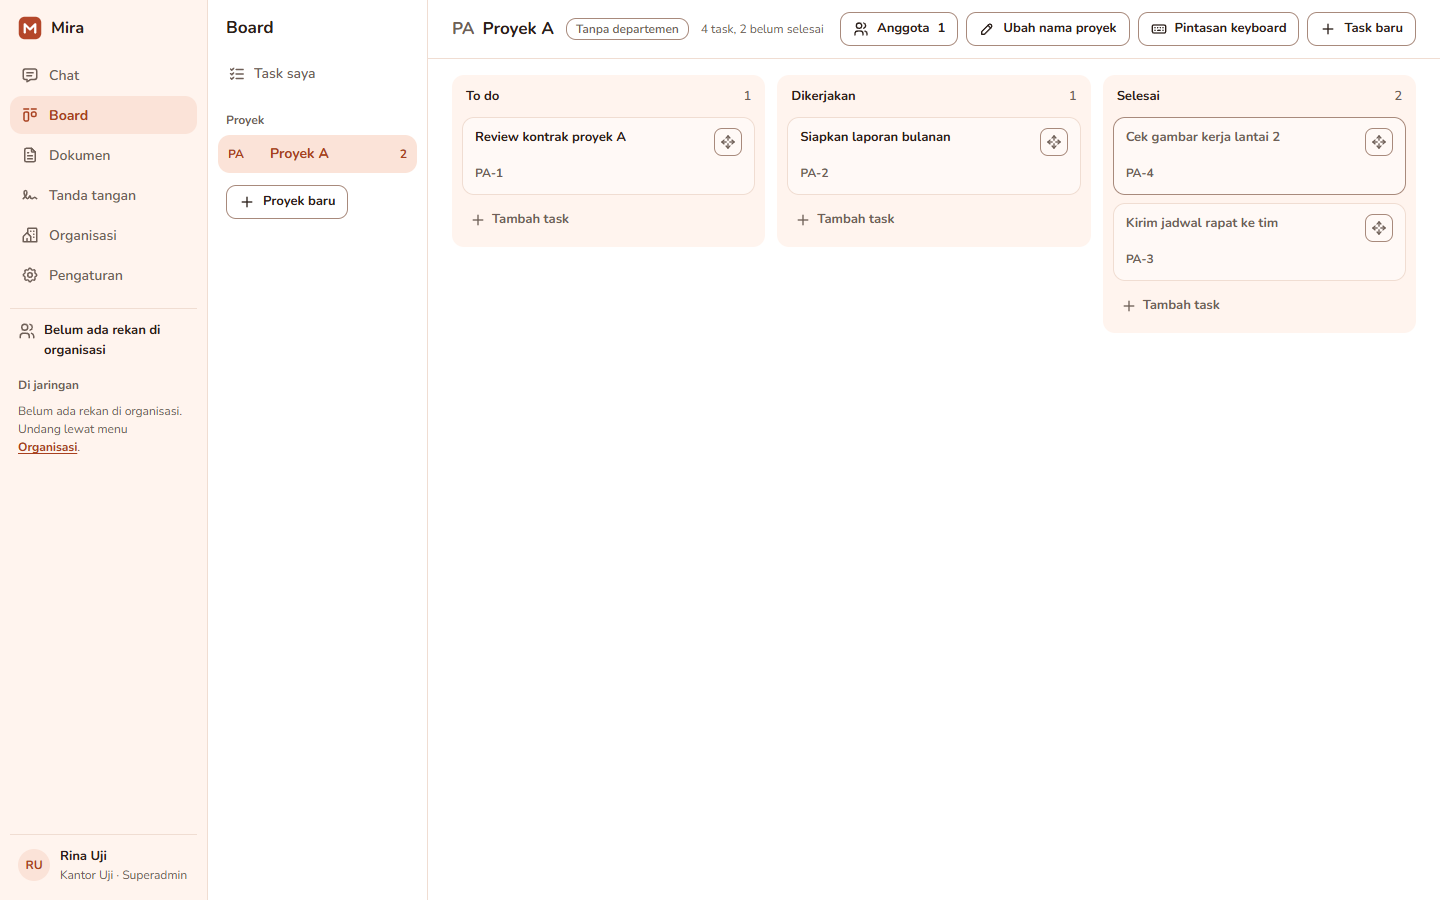 Mira
Chat
Board
Dokumen
Tanda tangan
Organisasi
Pengaturan
Belum ada rekan di
organisasi
Di jaringan
Belum ada rekan di organisasi.
Undang lewat menu
Organisasi.
RU
Rina Uji
Kantor Uji · Superadmin
Board
Task saya
Proyek
PA Proyek A 2
Proyek baru
PA Proyek A Tanpa departemen 4 task, 2 belum selesai Anggota 1 Ubah nama proyek Pintasan keyboard Task baru
To do 1
Review kontrak proyek A
PA-1
Tambah task
Dikerjakan 1
Siapkan laporan bulanan
PA-2
Tambah task
Selesai 2
Cek gambar kerja lantai 2
PA-4
Kirim jadwal rapat ke tim
PA-3
Tambah task